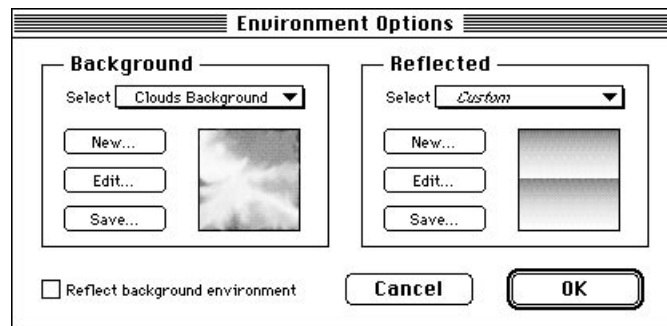 Environment Options
Background
Select Clouds Background
New...
Edit...
Save...
Reflected
Select Custom
New...
Edit...
Save...
Reflect background environment
Cancel
OK